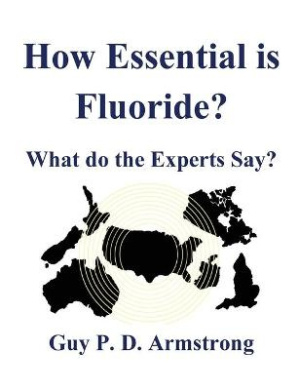 How Essential is
Fluoride?
What do the Experts Say?
Guy P. D. Armstrong